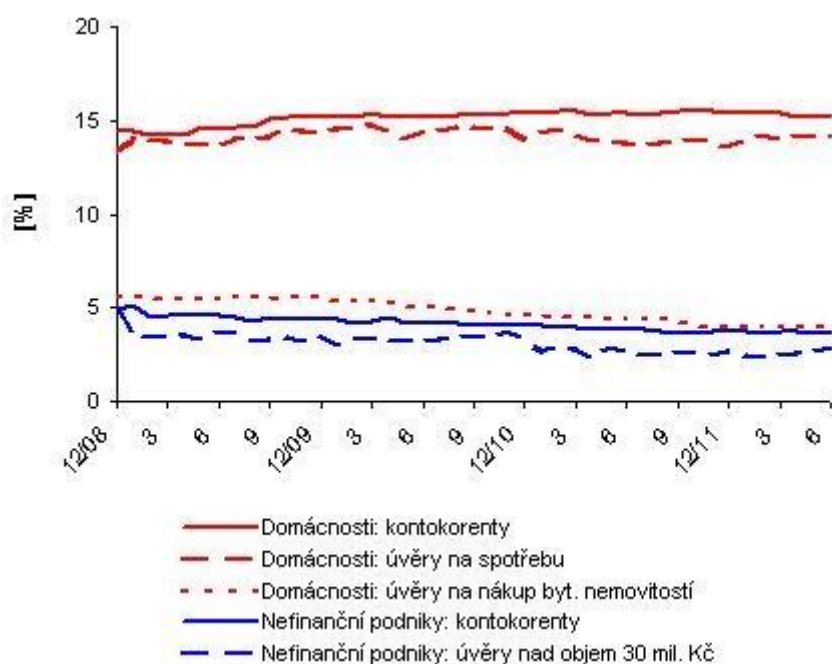 20
15
[%]
10
5
0
12/08 3 6 9 12/09 3 6 9 12/10 3 6 9 12/11 3 6
Domácnosti: kontokorenty
Domácnosti: úvěry na spotřebu
Domácnosti: úvěry na nákup byt. nemovitostí
Nefinanční podniky: kontokorenty
Nefinanční podniky: úvěry nad objem 30 mil. Kč